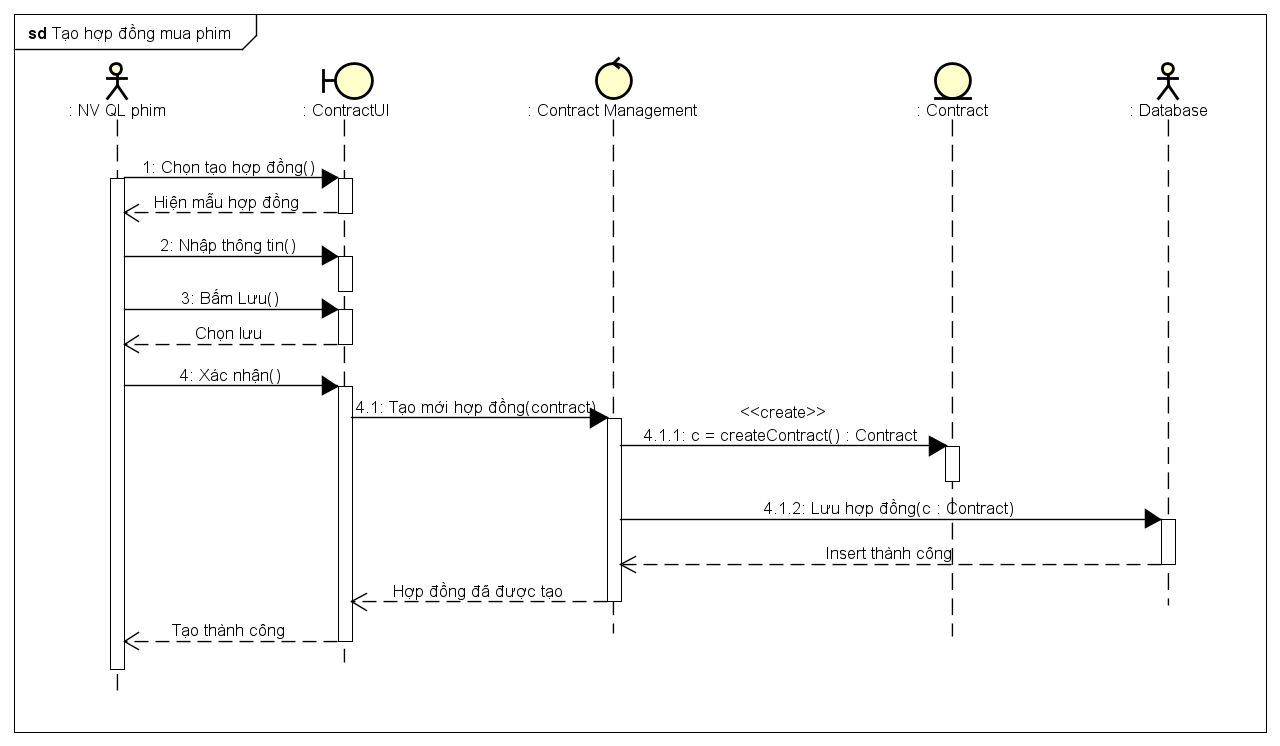 sd Tạo hợp đồng mua phim
: NV QL phim
: ContractUI
: Contract Management
: Contract
: Database
1: Chọn tạo hợp đồng()
Hiện mẫu hợp đồng
2: Nhập thông tin()
3: Bấm Lưu()
Chọn lưu
4: Xác nhận()
4.1: Tạo mới hợp đồng(contract)
<<create>>
4.1.1: c = createContract() : Contract
4.1.2: Lưu hợp đồng(c : Contract)
Insert thành công
Hợp đồng đã được tạo
Tạo thành công